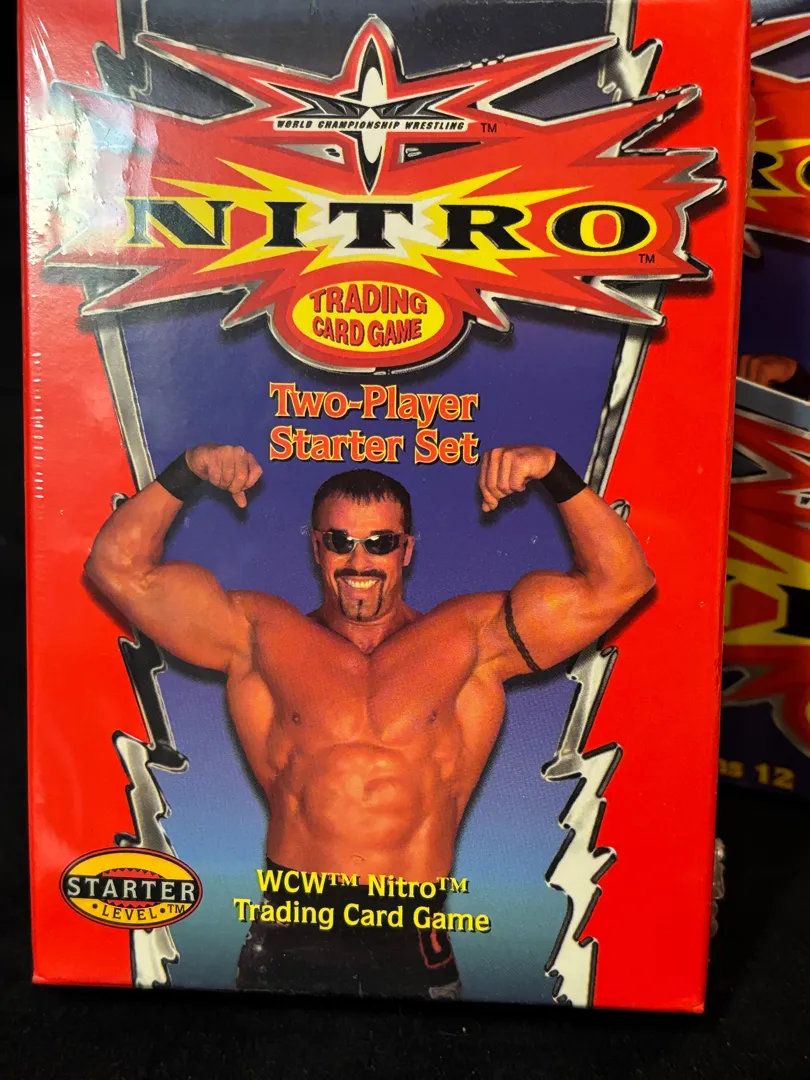 WORLD CHAMPIONSHIP WRESTLING TM
NITRO TM
TRADING
CARD GAME
Two-Player
Starter Set
STARTER
• LEVEL • TM
WCW™ Nitro™
Trading Card Game
12